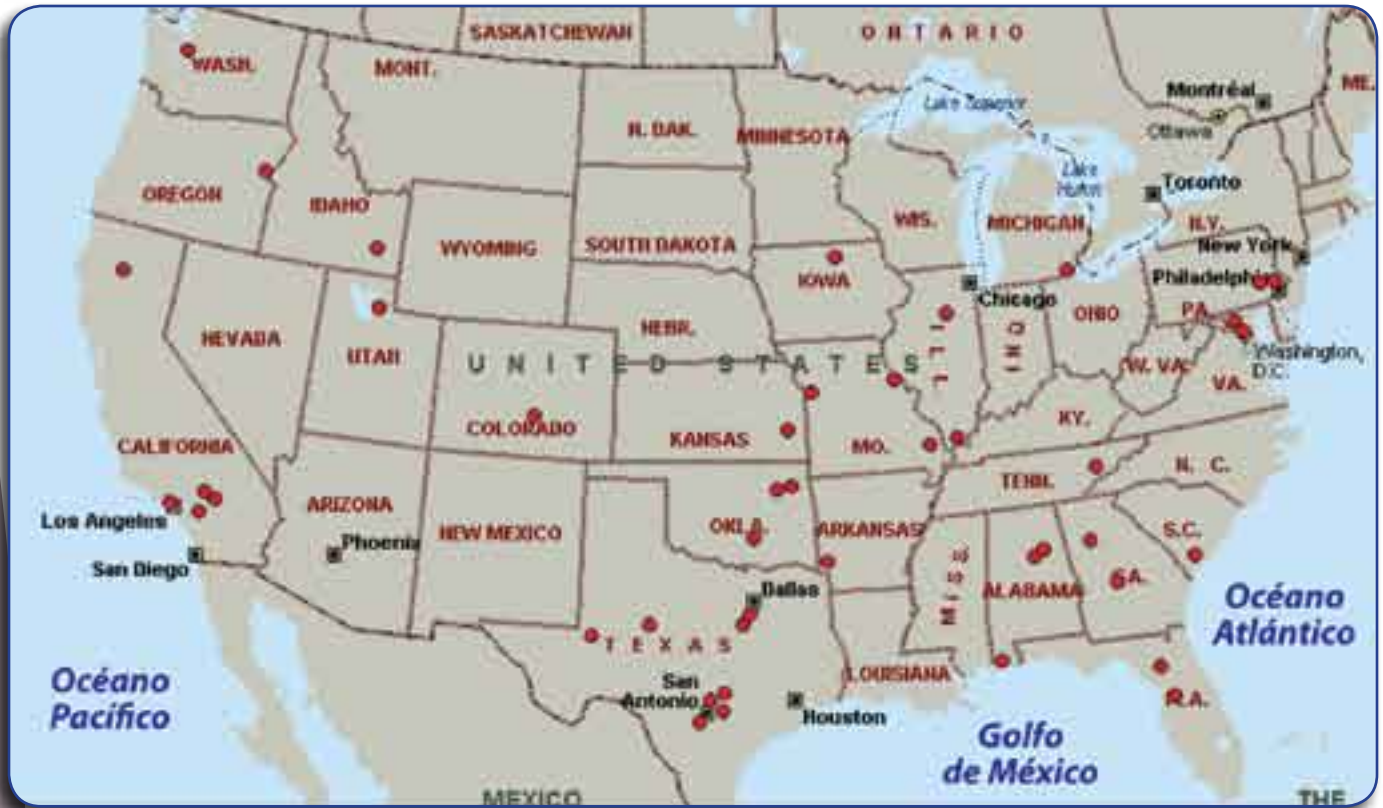 SASKATCHEWAN
ONTARIO
WASH.
MONT.
N. DAK.
MINNESOTA
Lake Superior
Montréal
Ottawa
ME.
OREGON
IDAHO
WYOMING
SOUTH DAKOTA
WIS.
MICHIGAN
Lake
Huron
Toronto
N.Y.
New York
Philadelphia
NEVADA
UTAH
NEBR.
IOWA
Chicago
ILL
IND
OHIO
PA.
UNITED STATES
Washington,
D.C.
W. VA.
VA.
CALIFORNIA
COLORADO
KANSAS
MO.
KY.
Los Angeles
San Diego
ARIZONA
Phoenix
NEW MEXICO
OKLA.
ARKANSAS
TENN.
N. C.
S.C.
MISS
ALABAMA
GA.
Dallas
TEXAS
San
Antonio
Houston
LOUISIANA
Océano
Atlántico
Océano
Pacífico
Golfo
de México
MEXICO
THE